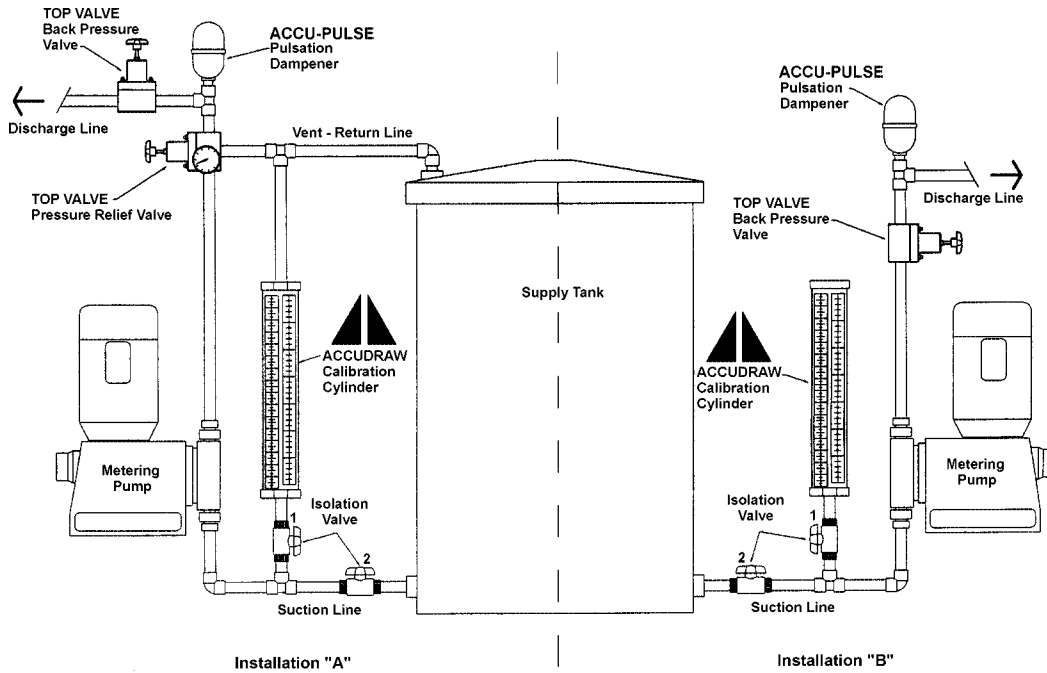 TOP VALVE
Back Pressure
Valve
ACCU-PULSE
Pulsation
Dampener
Discharge Line
Vent - Return Line
TOP VALVE
Pressure Relief Valve
ACCUDRAW
Calibration
Cylinder
Metering
Pump
Isolation
Valve
1
2
Suction Line
Installation "A"
Supply Tank
ACCU-PULSE
Pulsation
Dampener
Discharge Line
TOP VALVE
Back Pressure
Valve
ACCUDRAW
Calibration
Cylinder
Metering
Pump
Isolation
Valve
1
2
Suction Line
Installation "B"